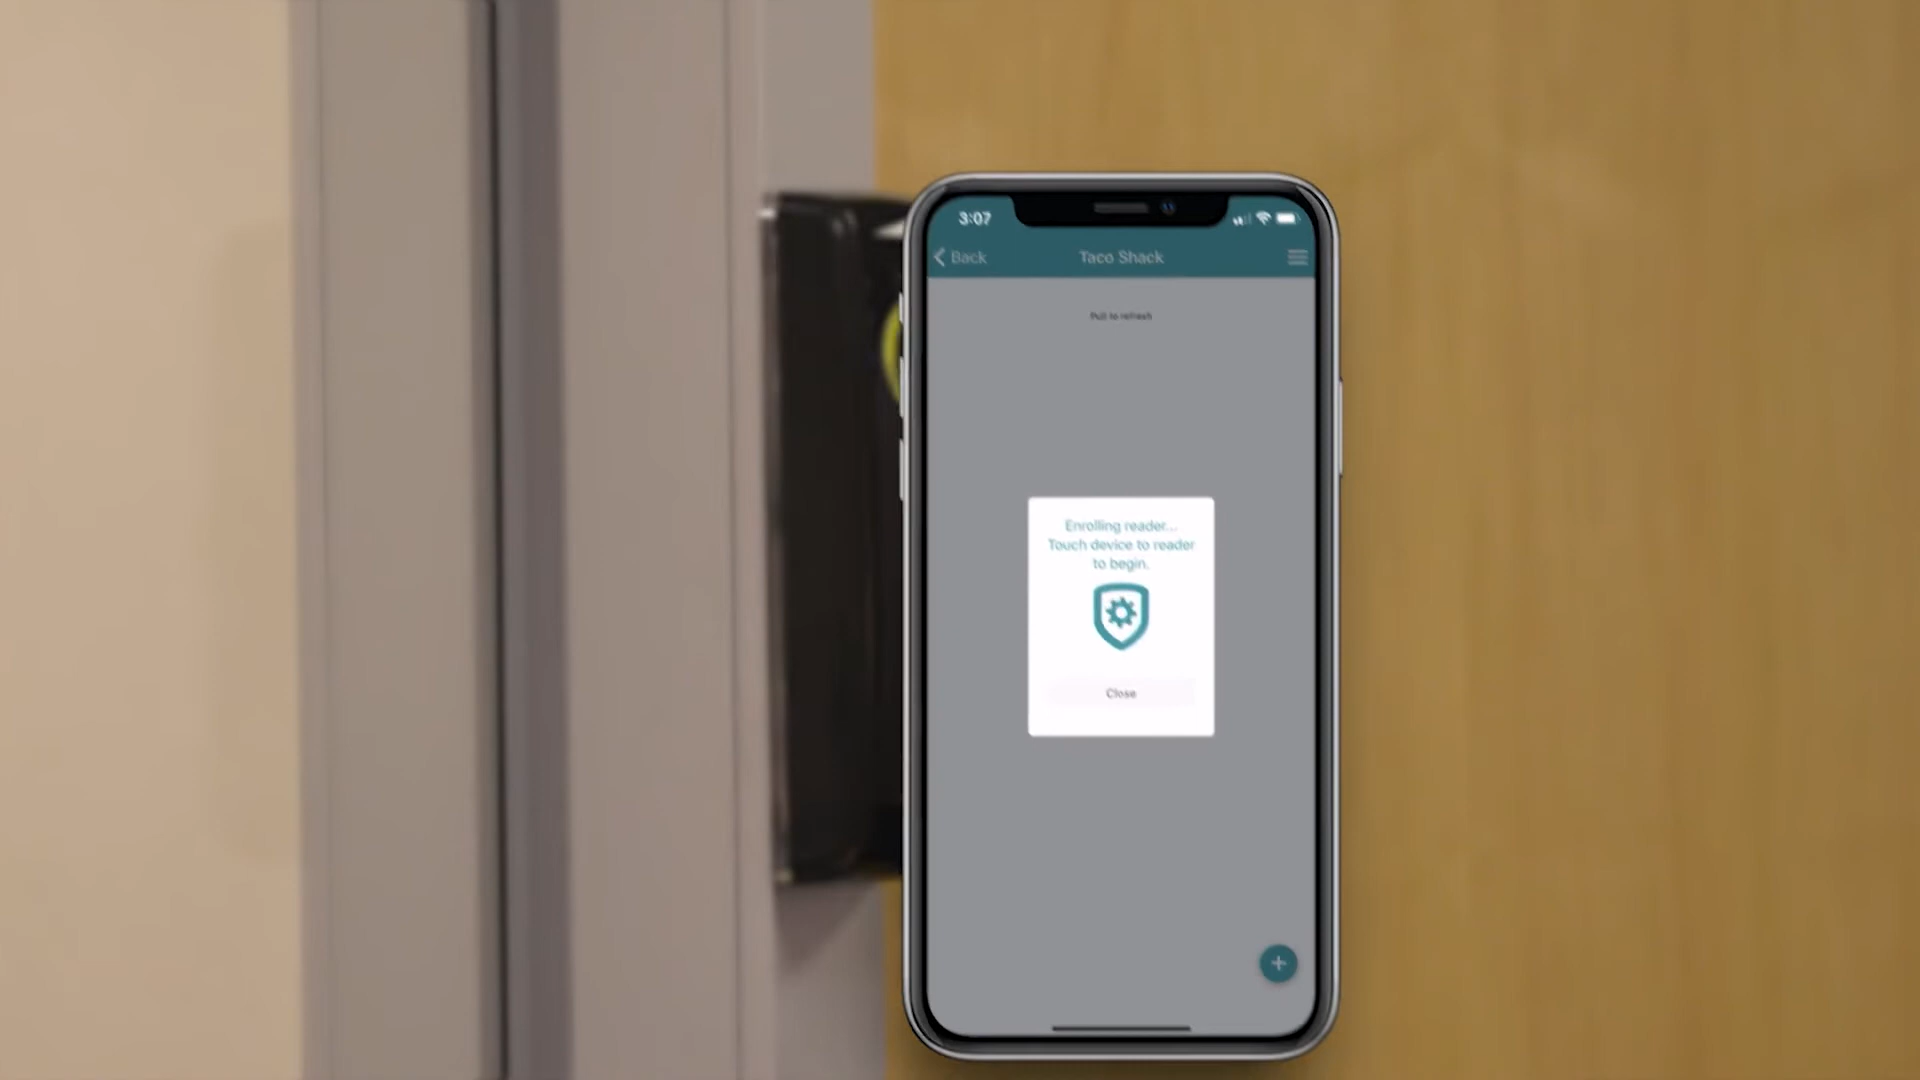 3:07
Back
Taco Shack
Pull to refresh
Enrolling reader...
Touch device to reader
to begin.
Close